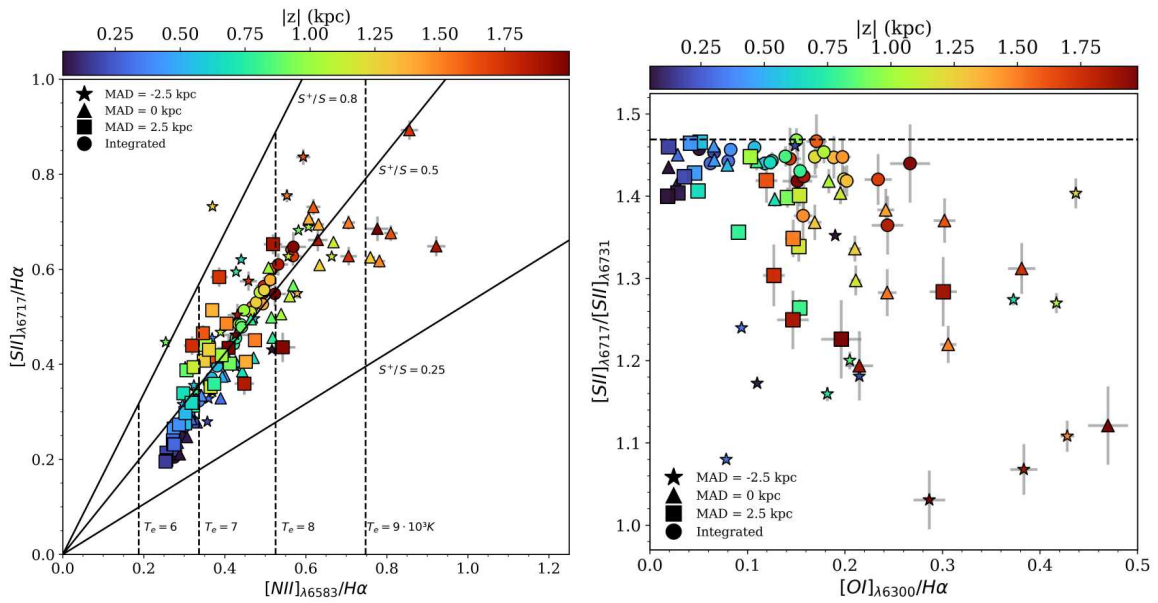 |z| (kpc)
0.25 0.50 0.75 1.00 1.25 1.50 1.75
1.0
0.8
0.6
0.4
0.2
0.0
[SII]λ6717/Hα
MAD = -2.5 kpc
MAD = 0 kpc
MAD = 2.5 kpc
Integrated
S⁺/S = 0.8
S⁺/S = 0.5
S⁺/S = 0.25
Te = 6
Te = 7
Te = 8
Te = 9 · 10³K
0.0 0.2 0.4 0.6 0.8 1.0 1.2
[NII]λ6583/Hα
|z| (kpc)
0.25 0.50 0.75 1.00 1.25 1.50 1.75
1.5
1.4
1.3
1.2
1.1
1.0
[SII]λ6717/[SII]λ6731
MAD = -2.5 kpc
MAD = 0 kpc
MAD = 2.5 kpc
Integrated
0.0 0.1 0.2 0.3 0.4 0.5
[OI]λ6300/Hα